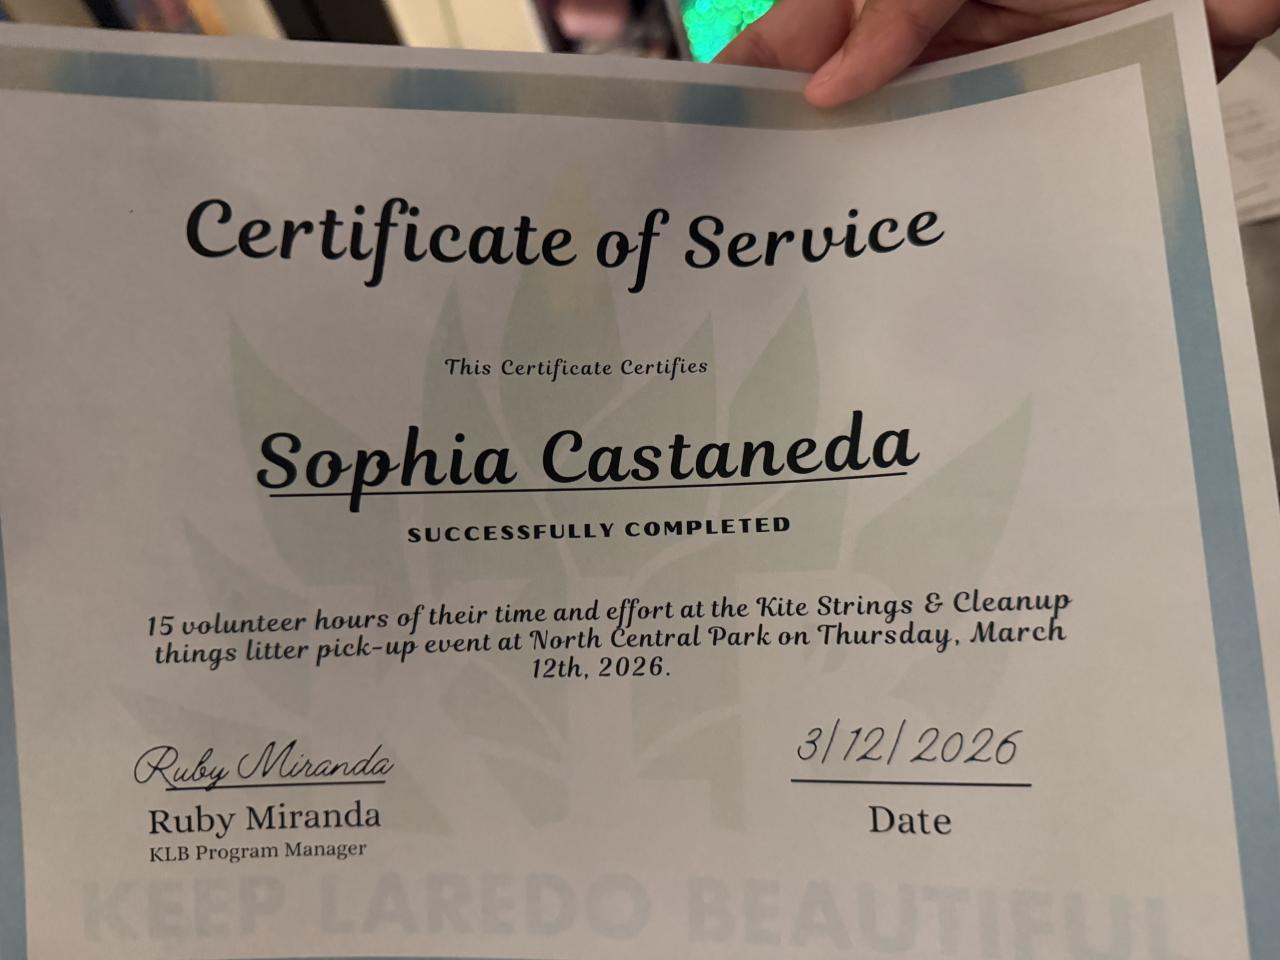 Certificate of Service
This Certificate Certifies
Sophia Castaneda
SUCCESSFULLY COMPLETED
15 volunteer hours of their time and effort at the Kite Strings & Cleanup
things litter pick-up event at North Central Park on Thursday, March
12th, 2026.
Ruby Miranda
3/12/2026
Ruby Miranda
Date
KLB Program Manager
KEEP LAREDO BEAUTIFUL